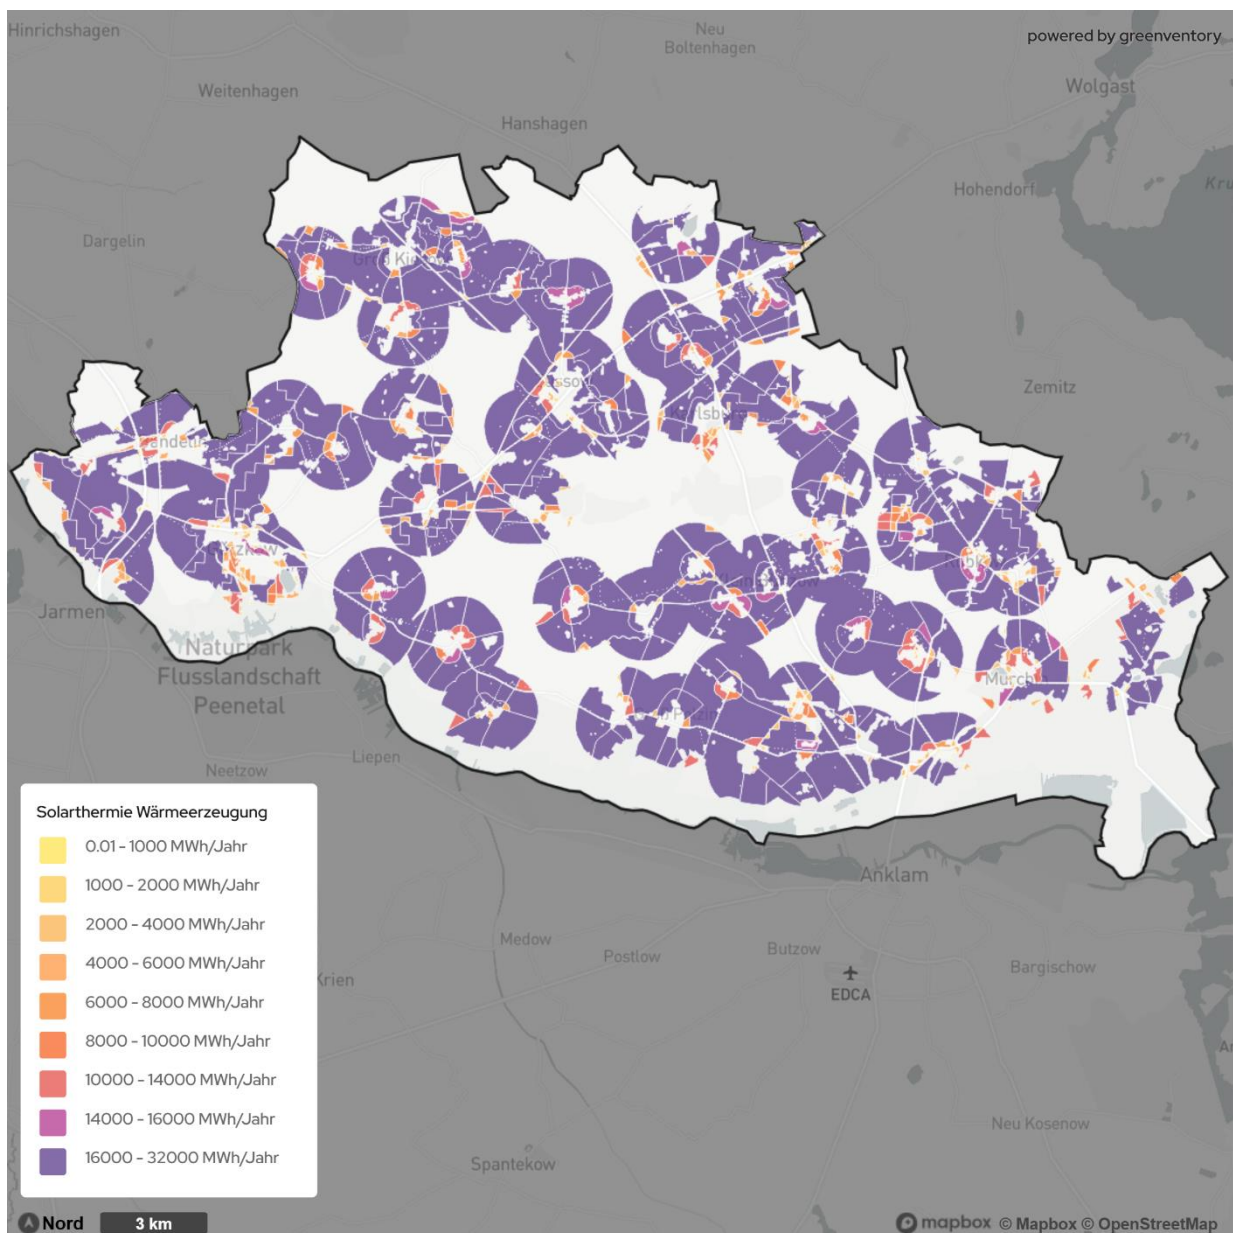 Hinrichshagen
Neu
Boltenhagen
powered by greenventory
Weitenhagen
Wolgast
Hanshagen
Hohendorf
Dargelin
Zemitz
Karlsburg
Jarmen
Naturpark
Flusslandschaft
Peenetal
Murchin
Neetzow
Liepen
Anklam
Medow
Postlow
Butzow
Bargischow
Krien
EDCA
Neu Kosenow
Spantekow
Solarthermie Wärmeerzeugung
0.01 - 1000 MWh/Jahr
1000 - 2000 MWh/Jahr
2000 - 4000 MWh/Jahr
4000 - 6000 MWh/Jahr
6000 - 8000 MWh/Jahr
8000 - 10000 MWh/Jahr
10000 - 14000 MWh/Jahr
14000 - 16000 MWh/Jahr
16000 - 32000 MWh/Jahr
Nord
3 km
mapbox © Mapbox © OpenStreetMap